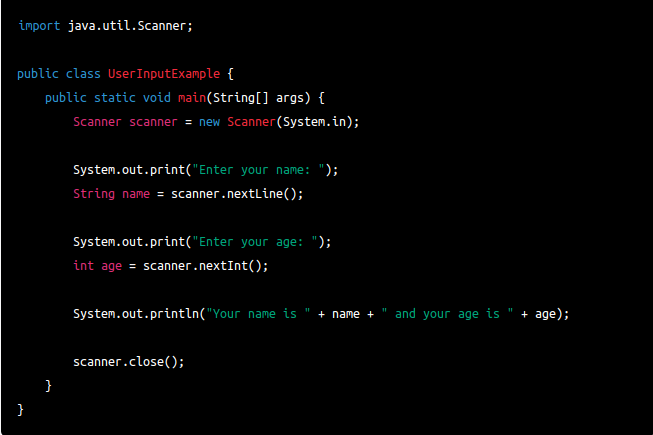 import java.util.Scanner;
public class UserInputExample {
public static void main(String[] args) {
Scanner scanner = new Scanner(System.in);
System.out.print("Enter your name: ");
String name = scanner.nextLine();
System.out.print("Enter your age: ");
int age = scanner.nextInt();
System.out.println("Your name is " + name + " and your age is " + age);
scanner.close();
}
}